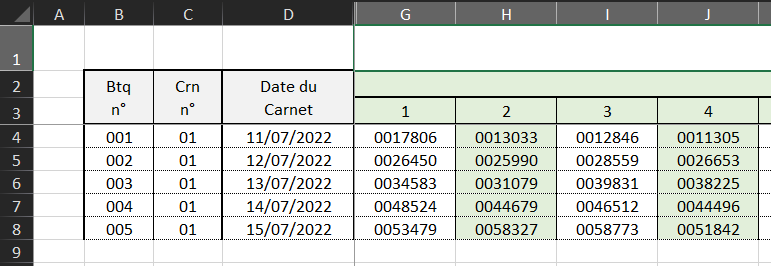 A B C D G H I J
1
2 Btq Crn Date du
n° n° Carnet
3 1 2 3 4
4 001 01 11/07/2022 0017806 0013033 0012846 0011305
5 002 01 12/07/2022 0026450 0025990 0028559 0026653
6 003 01 13/07/2022 0034583 0031079 0039831 0038225
7 004 01 14/07/2022 0048524 0044679 0046512 0044496
8 005 01 15/07/2022 0053479 0058327 0058773 0051842
9